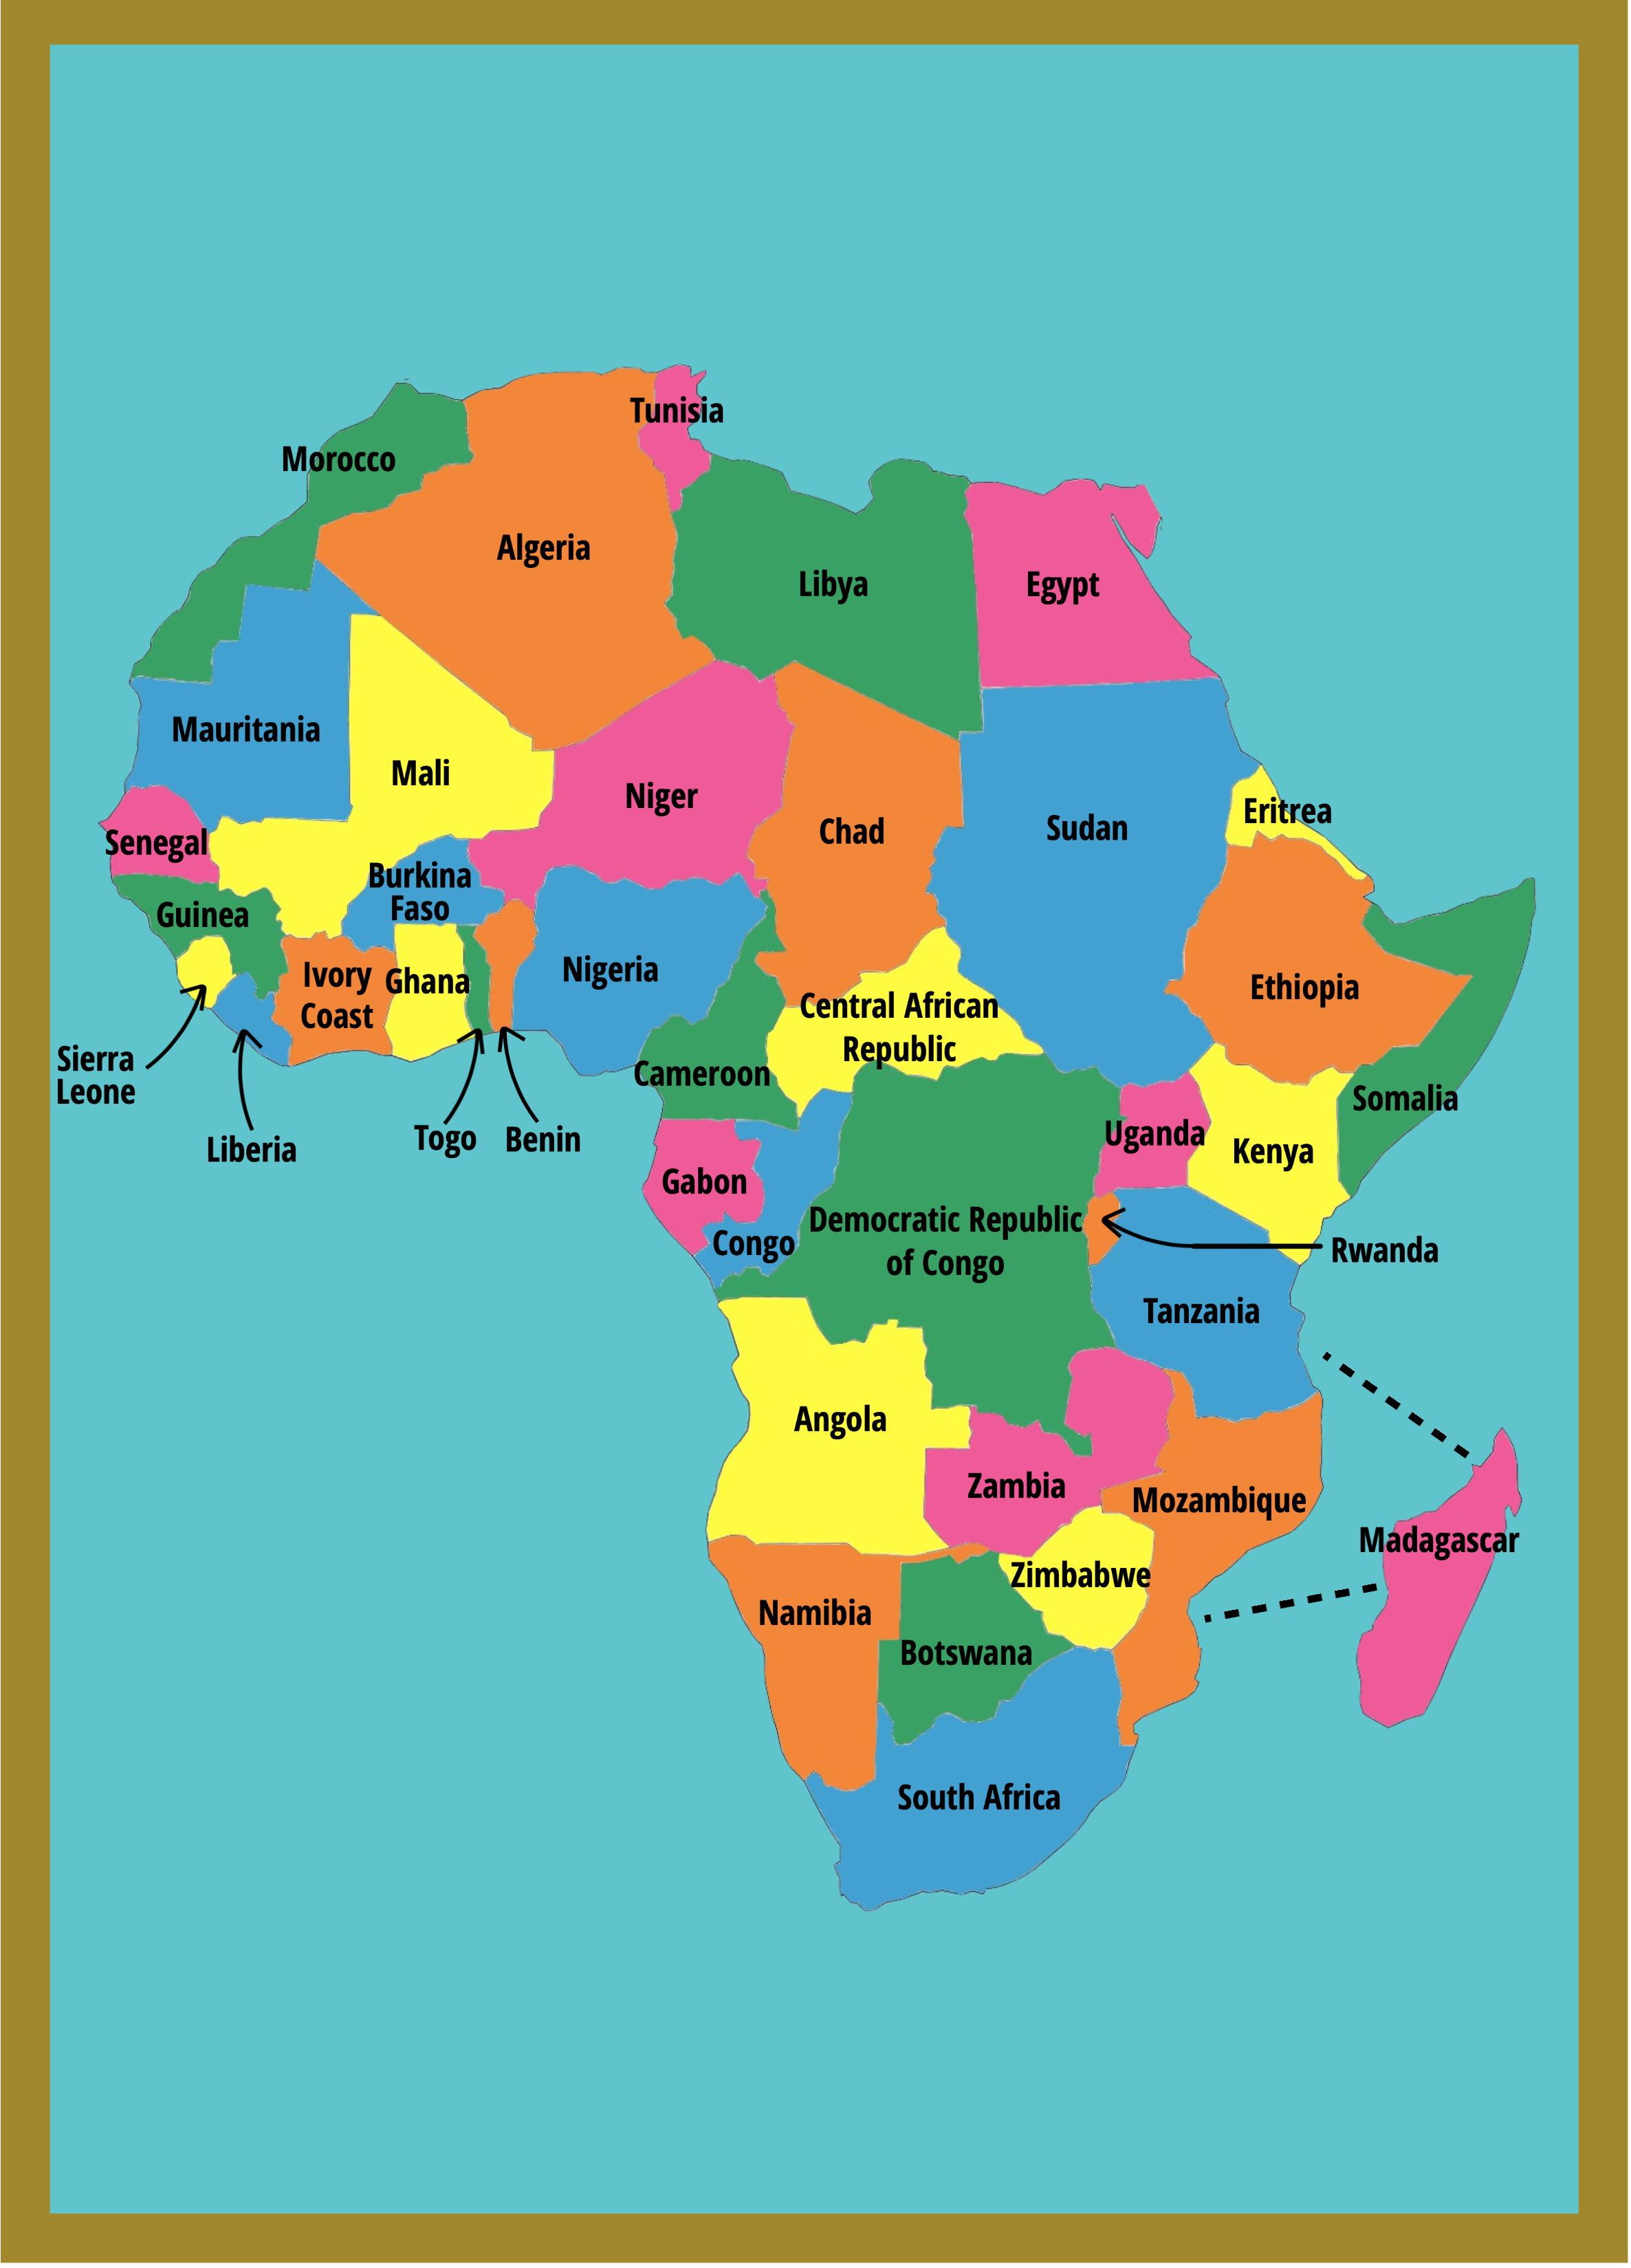 Tunisia
Morocco
Algeria
Libya
Egypt
Mauritania
Mali
Niger
Chad
Sudan
Eritrea
Senegal
Burkina
Faso
Guinea
Ivory
Coast
Ghana
Nigeria
Ethiopia
Central African
Republic
Sierra
Leone
Liberia
Togo
Benin
Cameroon
Somalia
Uganda
Kenya
Gabon
Congo
Democratic Republic
of Congo
Rwanda
Tanzania
Angola
Zambia
Mozambique
Madagascar
Zimbabwe
Namibia
Botswana
South Africa